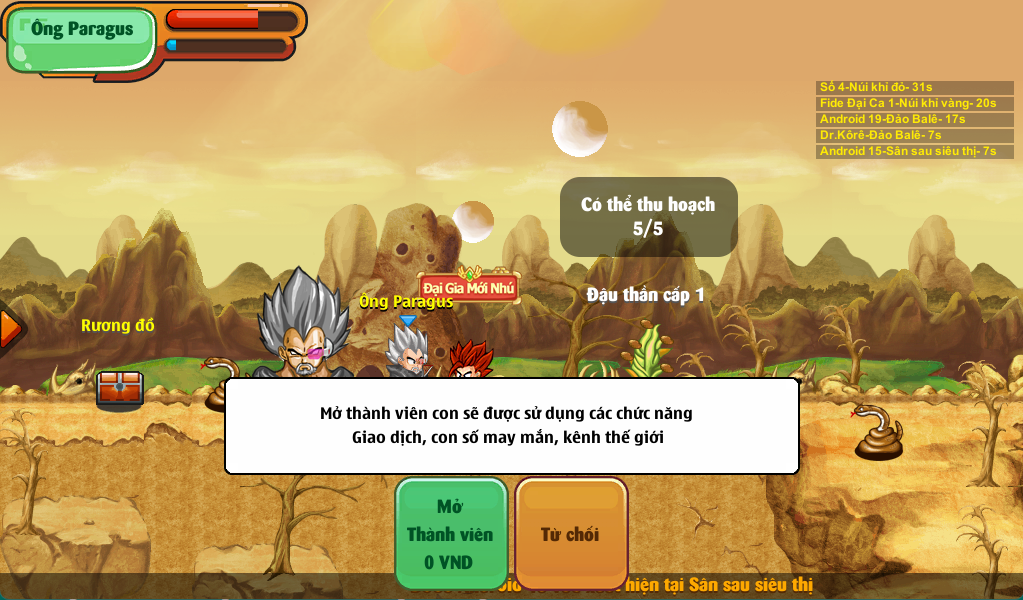 Ông Paragus
Số 4-Núi khỉ đỏ- 31s
Fide Đại Ca 1-Núi khỉ vàng- 20s
Android 19-Đảo Balê- 17s
Dr.Kôrê-Đảo Balê- 7s
Android 15-Sân sau siêu thị- 7s
Có thể thu hoạch
5/5
Đại Gia Mới Nhú
Ông Paragus
Đậu thần cấp 1
Rương đồ
Mở thành viên con sẽ được sử dụng các chức năng
Giao dịch, con số may mắn, kênh thế giới
Mở
Thành viên
0 VND
Từ chối
hiện tại Sân sau siêu thị